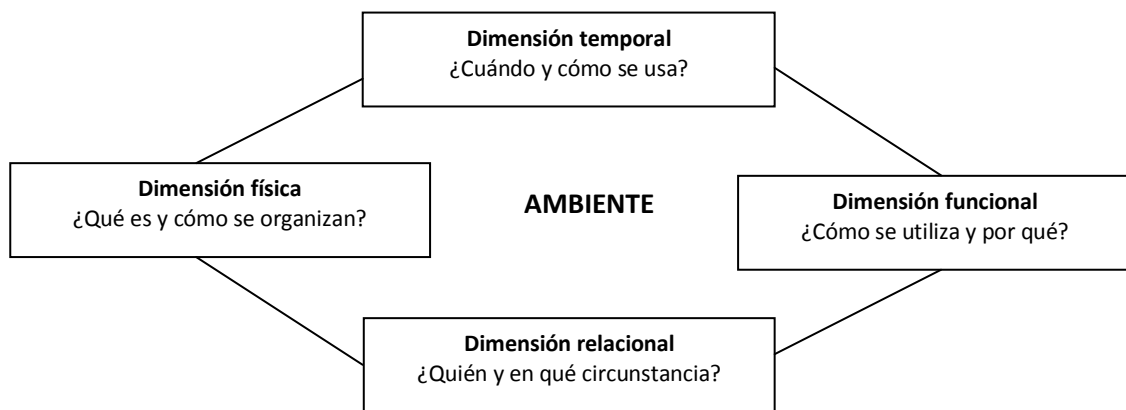 Dimensión temporal
¿Cuándo y cómo se usa?
Dimensión física
¿Qué es y cómo se organizan?
AMBIENTE
Dimensión funcional
¿Cómo se utiliza y por qué?
Dimensión relacional
¿Quién y en qué circunstancia?